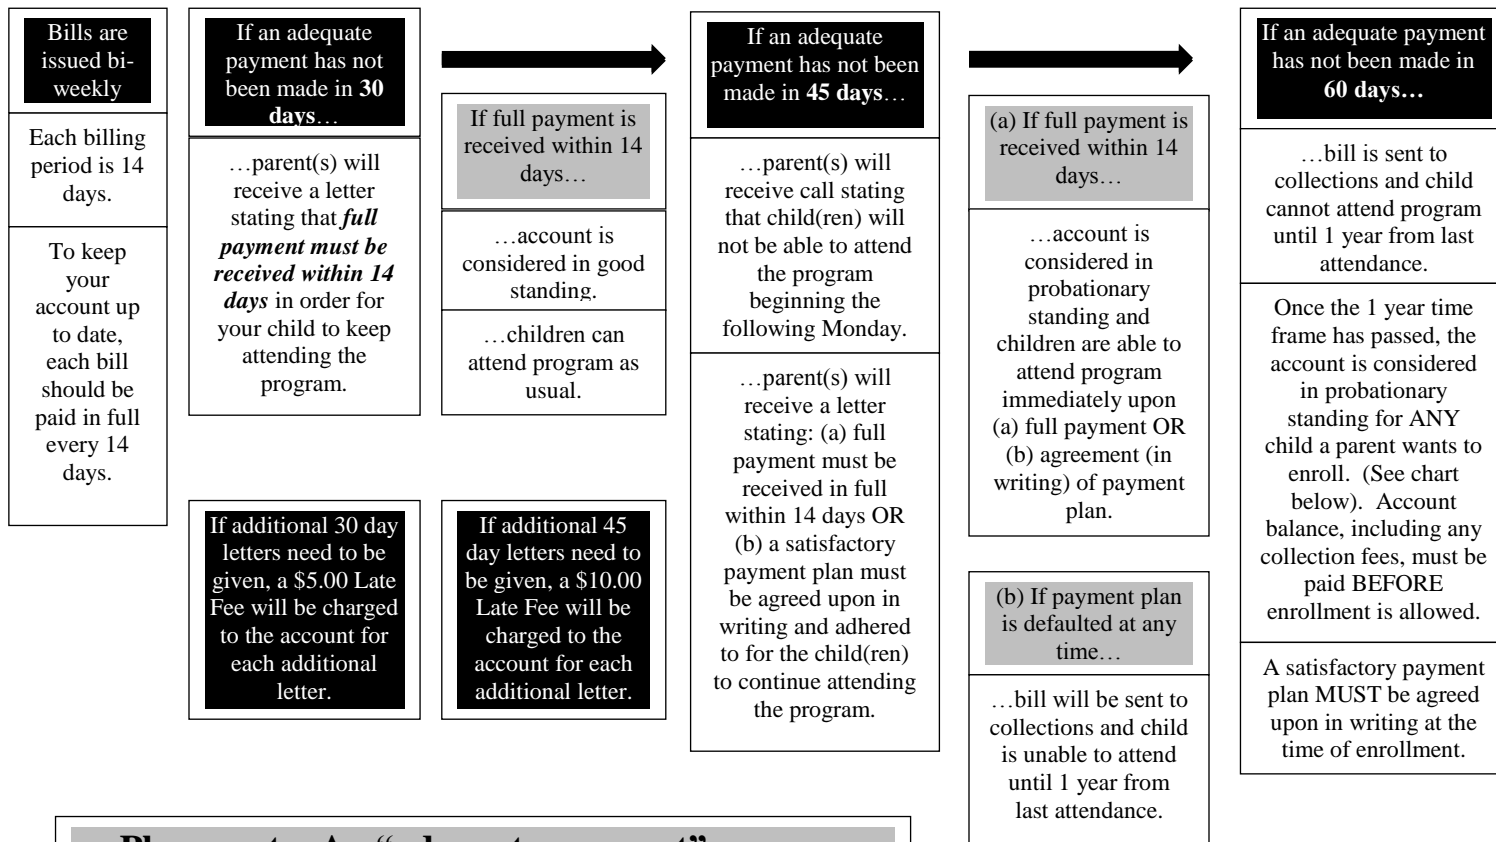 Bills are
issued bi-
weekly
Each billing
period is 14
days.
To keep
your
account up
to date,
each bill
should be
paid in full
every 14
days.
If an adequate
payment has not
been made in 30
days…
…parent(s) will
receive a letter
stating that full
payment must be
received within 14
days in order for
your child to keep
attending the
program.
If additional 30 day
letters need to be
given, a $5.00 Late
Fee will be charged
to the account for
each additional
letter.
If full payment is
received within 14
days…
…account is
considered in good
standing.
…children can
attend program as
usual.
If additional 45
day letters need to
be given, a $10.00
Late Fee will be
charged to the
account for each
additional letter.
If an adequate
payment has not been
made in 45 days…
…parent(s) will
receive call stating
that child(ren) will
not be able to attend
the program
beginning the
following Monday.
…parent(s) will
receive a letter
stating: (a) full
payment must be
received in full
within 14 days OR
(b) a satisfactory
payment plan must
be agreed upon in
writing and adhered
to for the child(ren)
to continue attending
the program.
(a) If full payment is
received within 14
days…
…account is
considered in
probationary
standing and
children are able to
attend program
immediately upon
(a) full payment OR
(b) agreement (in
writing) of payment
plan.
(b) If payment plan
is defaulted at any
time…
…bill will be sent to
collections and child
is unable to attend
until 1 year from
last attendance.
If an adequate payment
has not been made in
60 days…
…bill is sent to
collections and child
cannot attend program
until 1 year from last
attendance.
Once the 1 year time
frame has passed, the
account is considered
in probationary
standing for ANY
child a parent wants to
enroll. (See chart
below). Account
balance, including any
collection fees, must be
paid BEFORE
enrollment is allowed.
A satisfactory payment
plan MUST be agreed
upon in writing at the
time of enrollment.
Please note: An “adequate payment”